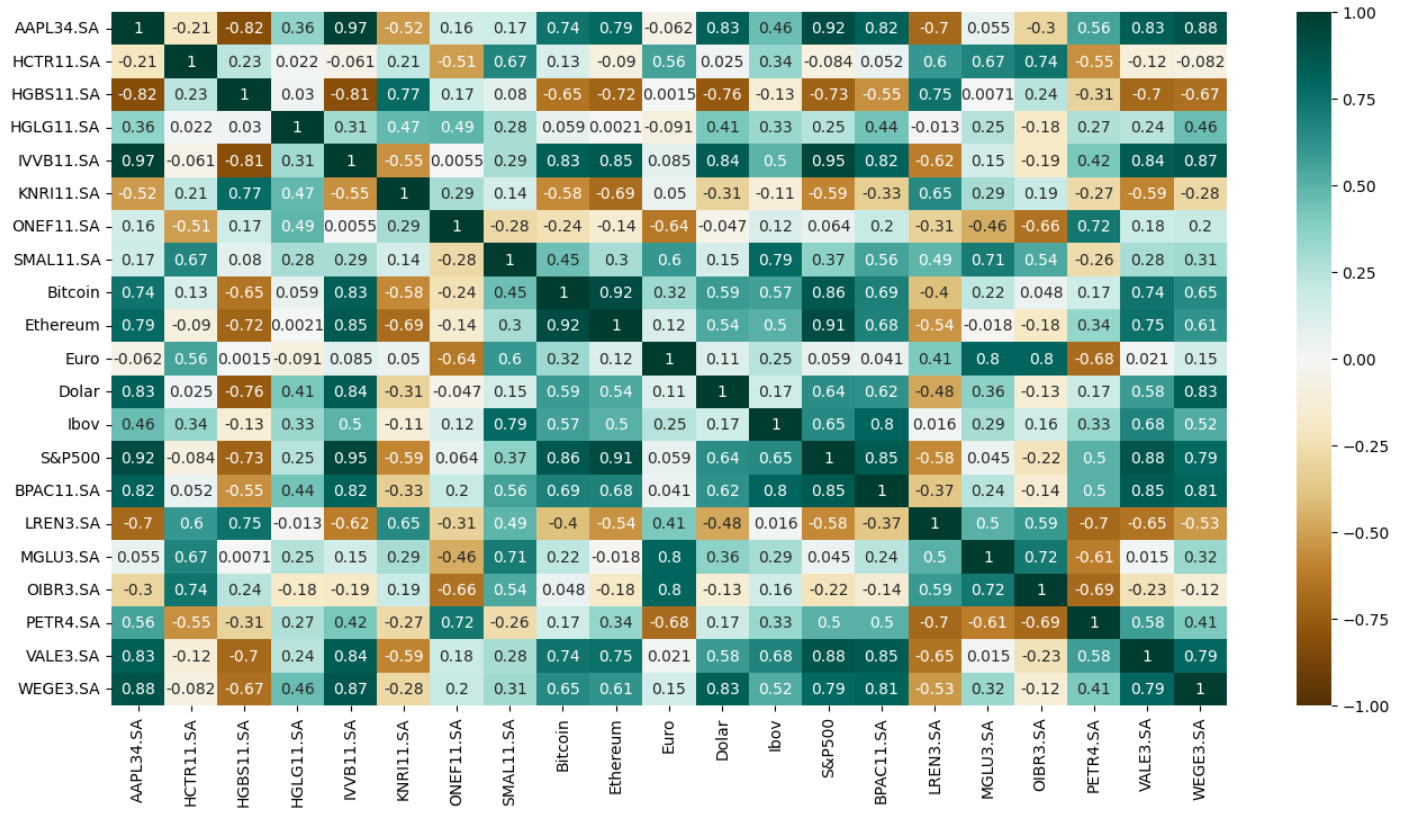 AAPL34.SA 1 -0.21 -0.82 0.36 0.97 -0.52 0.16 0.17 0.74 0.79 -0.062 0.83 0.46 0.92 0.82 -0.7 0.055 -0.3 0.56 0.83 0.88
HCTR11.SA -0.21 1 0.23 0.022 -0.061 0.21 -0.51 0.67 0.13 -0.09 0.56 0.025 0.34 -0.084 0.052 0.6 0.67 0.74 -0.55 -0.12 -0.082
HGBS11.SA -0.82 0.23 1 0.03 -0.81 0.77 0.17 0.08 -0.65 -0.72 0.0015 -0.76 -0.13 -0.73 -0.55 0.75 0.0071 0.24 -0.31 -0.7 -0.67
HGLG11.SA 0.36 0.022 0.03 1 0.31 0.47 0.49 0.28 0.059 0.0021 -0.091 0.41 0.33 0.25 0.44 -0.013 0.25 -0.18 0.27 0.24 0.46
IVVB11.SA 0.97 -0.061 -0.81 0.31 1 -0.55 0.0055 0.29 0.83 0.85 0.085 0.84 0.5 0.95 0.82 -0.62 0.15 -0.19 0.42 0.84 0.87
KNRI11.SA -0.52 0.21 0.77 0.47 -0.55 1 0.29 0.14 -0.58 -0.69 0.05 -0.31 -0.11 -0.59 -0.33 0.65 0.29 0.19 -0.27 -0.59 -0.28
ONEF11.SA 0.16 -0.51 0.17 0.49 0.0055 0.29 1 -0.28 -0.24 -0.14 -0.64 -0.047 0.12 0.064 0.2 -0.31 -0.46 -0.66 0.72 0.18 0.2
SMAL11.SA 0.17 0.67 0.08 0.28 0.29 0.14 -0.28 1 0.45 0.3 0.6 0.15 0.79 0.37 0.56 0.49 0.71 0.54 -0.26 0.28 0.31
Bitcoin 0.74 0.13 -0.65 0.059 0.83 -0.58 -0.24 0.45 1 0.92 0.32 0.59 0.57 0.86 0.69 -0.4 0.22 0.048 0.17 0.74 0.65
Ethereum 0.79 -0.09 -0.72 0.0021 0.85 -0.69 -0.14 0.3 0.92 1 0.12 0.54 0.5 0.91 0.68 -0.54 -0.018 -0.18 0.34 0.75 0.61
Euro -0.062 0.56 0.0015 -0.091 0.085 0.05 -0.64 0.6 0.32 0.12 1 0.11 0.25 0.059 0.041 0.41 0.8 0.8 -0.68 0.021 0.15
Dolar 0.83 0.025 -0.76 0.41 0.84 -0.31 -0.047 0.15 0.59 0.54 0.11 1 0.17 0.64 0.62 -0.48 0.36 -0.13 0.17 0.58 0.83
Ibov 0.46 0.34 -0.13 0.33 0.5 -0.11 0.12 0.79 0.57 0.5 0.25 0.17 1 0.65 0.8 0.016 0.29 0.16 0.33 0.68 0.52
S&P500 0.92 -0.084 -0.73 0.25 0.95 -0.59 0.064 0.37 0.86 0.91 0.059 0.64 0.65 1 0.85 -0.58 0.045 -0.22 0.5 0.88 0.79
BPAC11.SA 0.82 0.052 -0.55 0.44 0.82 -0.33 0.2 0.56 0.69 0.68 0.041 0.62 0.8 0.85 1 -0.37 0.24 -0.14 0.5 0.85 0.81
LREN3.SA -0.7 0.6 0.75 -0.013 -0.62 0.65 -0.31 0.49 -0.4 -0.54 0.41 -0.48 0.016 -0.58 -0.37 1 0.5 0.59 -0.7 -0.65 -0.53
MGLU3.SA 0.055 0.67 0.0071 0.25 0.15 0.29 -0.46 0.71 0.22 -0.018 0.8 0.36 0.29 0.045 0.24 0.5 1 0.72 -0.61 0.015 0.32
OIBR3.SA -0.3 0.74 0.24 -0.18 -0.19 0.19 -0.66 0.54 0.048 -0.18 0.8 -0.13 0.16 -0.22 -0.14 0.59 0.72 1 -0.69 -0.23 -0.12
PETR4.SA 0.56 -0.55 -0.31 0.27 0.42 -0.27 0.72 -0.26 0.17 0.34 -0.68 0.17 0.33 0.5 0.5 -0.7 -0.61 -0.69 1 0.58 0.41
VALE3.SA 0.83 -0.12 -0.7 0.24 0.84 -0.59 0.18 0.28 0.74 0.75 0.021 0.58 0.68 0.88 0.85 -0.65 0.015 -0.23 0.58 1 0.79
WEGE3.SA 0.88 -0.082 -0.67 0.46 0.87 -0.28 0.2 0.31 0.65 0.61 0.15 0.83 0.52 0.79 0.81 -0.53 0.32 -0.12 0.41 0.79 1
AAPL34.SA
HCTR11.SA
HGBS11.SA
HGLG11.SA
IVVB11.SA
KNRI11.SA
ONEF11.SA
SMAL11.SA
Bitcoin
Ethereum
Euro
Dolar
Ibov
S&P500
BPAC11.SA
LREN3.SA
MGLU3.SA
OIBR3.SA
PETR4.SA
VALE3.SA
WEGE3.SA
1.00
0.75
0.50
0.25
0.00
−0.25
−0.50
−0.75
−1.00